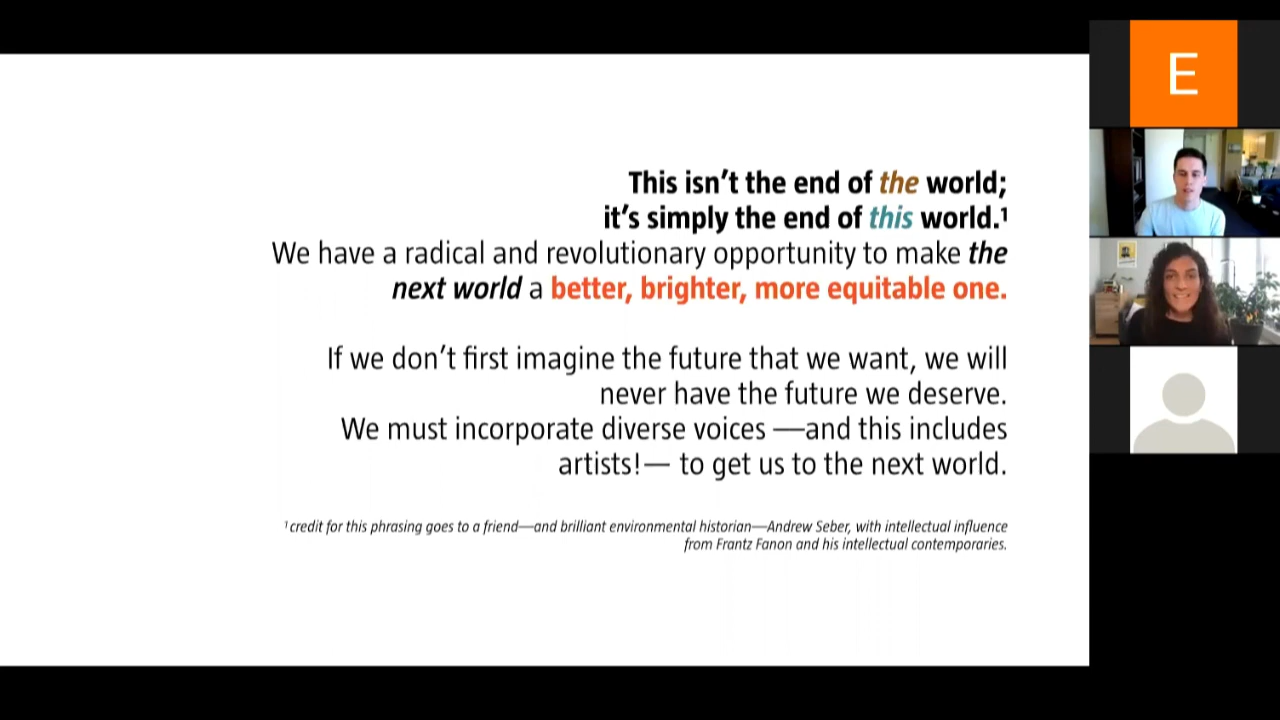 This isn't the end of the world;
it's simply the end of this world.¹
We have a radical and revolutionary opportunity to make the
next world a better, brighter, more equitable one.
If we don't first imagine the future that we want, we will
never have the future we deserve.
We must incorporate diverse voices —and this includes
artists!— to get us to the next world.
¹ credit for this phrasing goes to a friend—and brilliant environmental historian—Andrew Seber, with intellectual influence
from Frantz Fanon and his intellectual contemporaries.
E